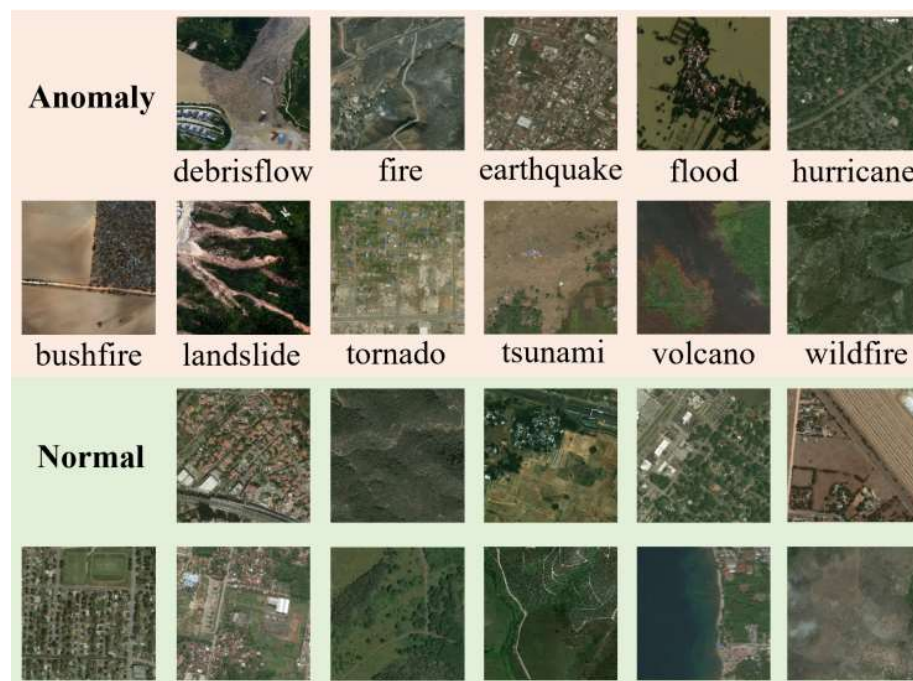 Anomaly
debrisflow fire earthquake flood hurricane
bushfire landslide tornado tsunami volcano wildfire
Normal